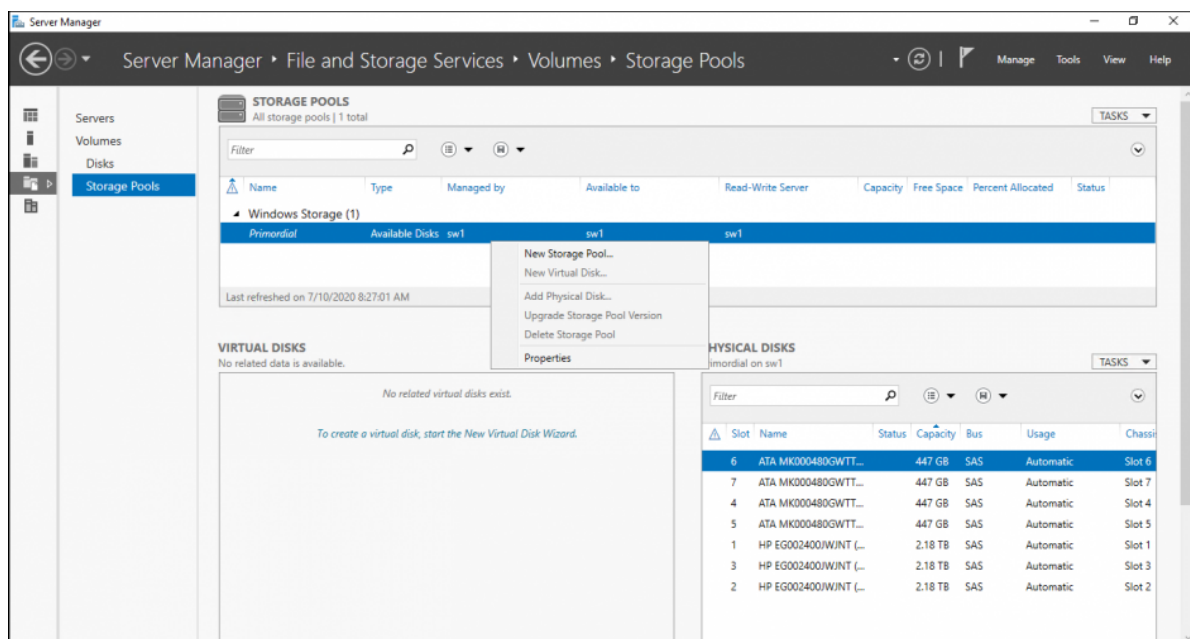 Server Manager
Server Manager ‣ File and Storage Services ‣ Volumes ‣ Storage Pools
Manage Tools View Help
Servers
Volumes
Disks
Storage Pools
STORAGE POOLS
All storage pools | 1 total
TASKS
Filter
Name Type Managed by Available to Read-Write Server Capacity Free Space Percent Allocated Status
Windows Storage (1)
Primordial Available Disks sw1 sw1 sw1
New Storage Pool...
New Virtual Disk...
Add Physical Disk...
Upgrade Storage Pool Version
Delete Storage Pool
Properties
Last refreshed on 7/10/2020 8:27:01 AM
VIRTUAL DISKS
No related data is available.
No related virtual disks exist.
To create a virtual disk, start the New Virtual Disk Wizard.
HYSICAL DISKS
rimordial on sw1
TASKS
Filter
Slot Name Status Capacity Bus Usage Chassi
6 ATA MK000480GWTT... 447 GB SAS Automatic Slot 6
7 ATA MK000480GWTT... 447 GB SAS Automatic Slot 7
4 ATA MK000480GWTT... 447 GB SAS Automatic Slot 4
5 ATA MK000480GWTT... 447 GB SAS Automatic Slot 5
1 HP EG002400JWJNT (... 2.18 TB SAS Automatic Slot 1
3 HP EG002400JWJNT (... 2.18 TB SAS Automatic Slot 3
2 HP EG002400JWJNT (... 2.18 TB SAS Automatic Slot 2